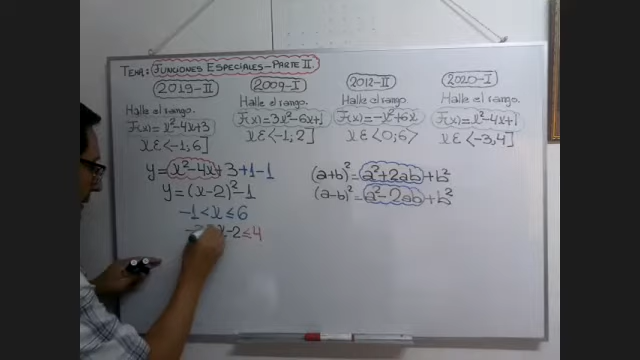 TEMA: FUNCIONES ESPECIALES - PARTE II.
2019-II
Halle el rango.
F(x)=x²-4x+3
x∈<-1;6]
2009-I
Halle el rango.
F(x)=3x²-6x+1
x∈<-1;2]
2012-II
Halle el rango.
F(x)=-x²+6x
x∈<0;6>
2020-I
Halle el rango.
F(x)=x²-4x+1
x∈<-3,4]
y=x²-4x+3+1-1
y=(x-2)²-1
-1<x≤6
x-2≤4
(a+b)²=a²+2ab+b²
(a-b)²=a²-2ab+b²